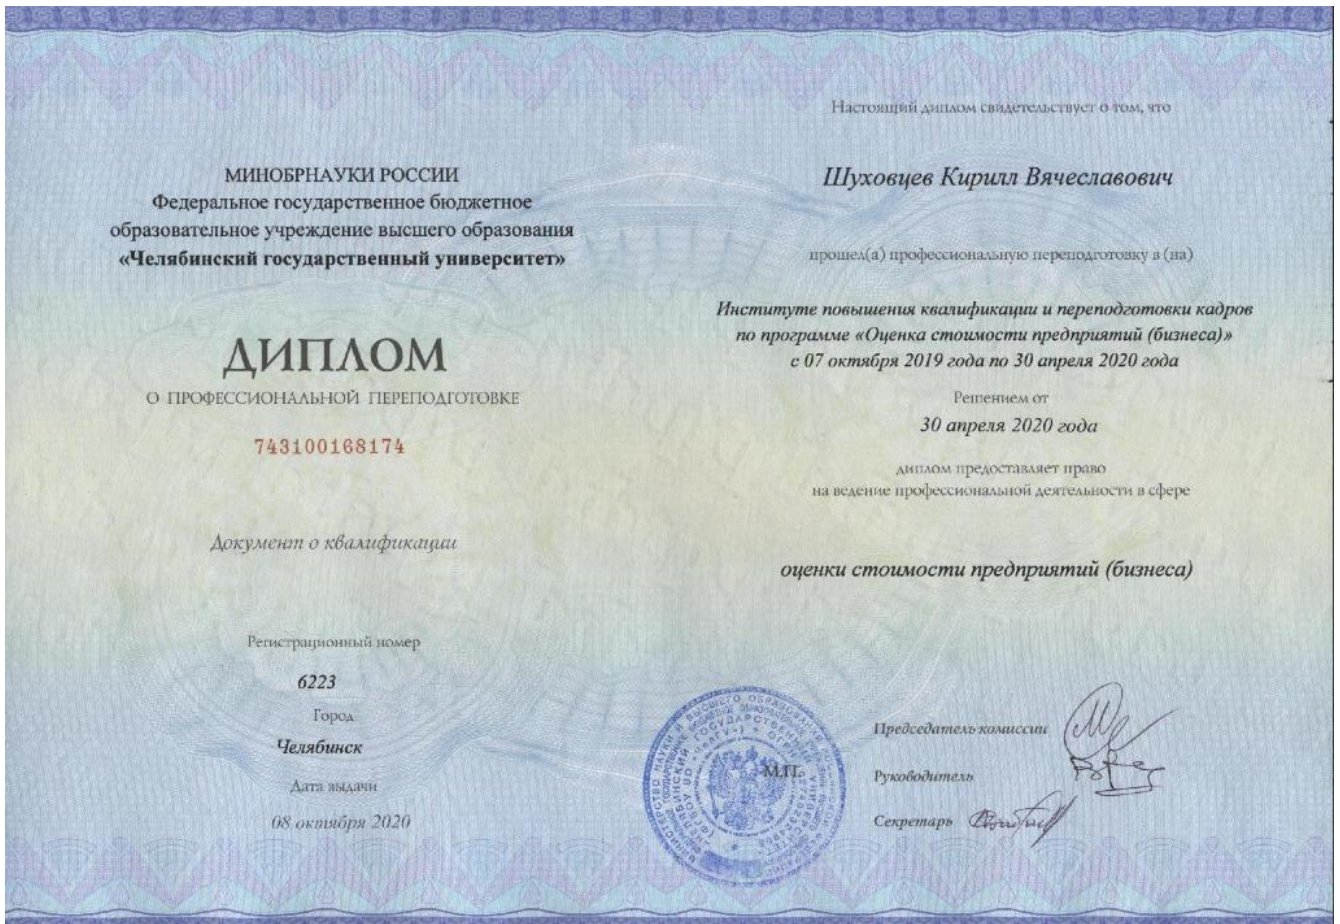 МИНОБРНАУКИ РОССИИ
Федеральное государственное бюджетное
образовательное учреждение высшего образования
«Челябинский государственный университет»
ДИПЛОМ
О ПРОФЕССИОНАЛЬНОЙ ПЕРЕПОДГОТОВКЕ
743100168174
Документ о квалификации
Регистрационный номер
6223
Город
Челябинск
Дата выдачи
08 октября 2020
Настоящий диплом свидетельствует о том, что
Шуховцев Кирилл Вячеславович
прошел(а) профессиональную переподготовку в (на)
Институте повышения квалификации и переподготовки кадров
по программе «Оценка стоимости предприятий (бизнеса)»
с 07 октября 2019 года по 30 апреля 2020 года
Решением от
30 апреля 2020 года
диплом предоставляет право
на ведение профессиональной деятельности в сфере
оценки стоимости предприятий (бизнеса)
М.П.
Председатель комиссии
Руководитель
Секретарь